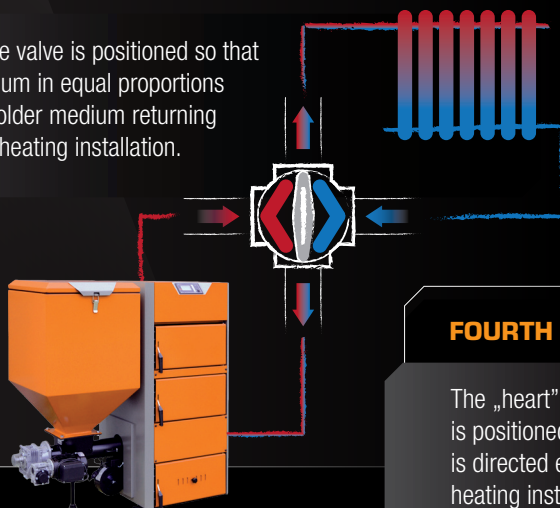 e valve is positioned so that
um in equal proportions
older medium returning
heating installation.
FOURTH
The „heart”
is positioned
is directed e
heating inst